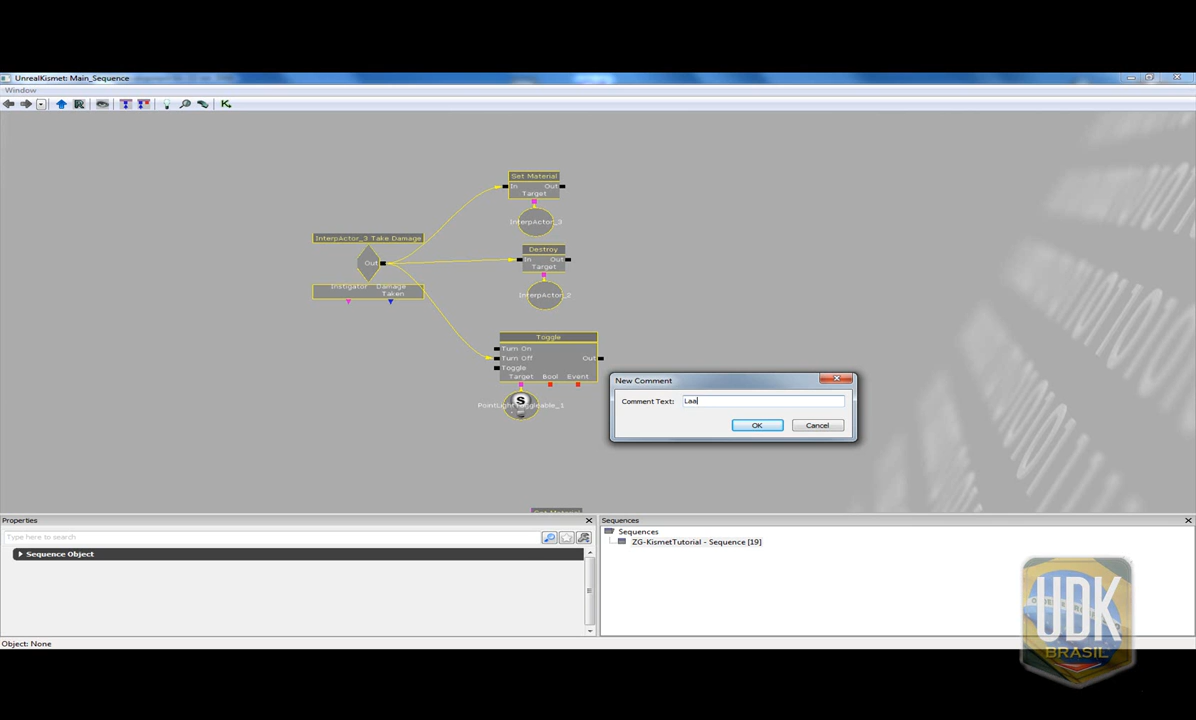 UnrealKismet: Main_Sequence
Window
Set Material
In Out
Target
InterpActor_3 Take Damage
InterpActor_3
Out
Destroy
In Out
Target
Instigator Damage
Taken
InterpActor_2
Toggle
Turn On
Turn Off Out
Toggle
Target Bool Event
S
PointLightToggleable_1
New Comment
Comment Text: Laa
OK Cancel
Properties
Sequences
Type here to search
Sequences
ZG-KismetTutorial - Sequence [19]
Sequence Object
UDK
BRASIL
Object: None